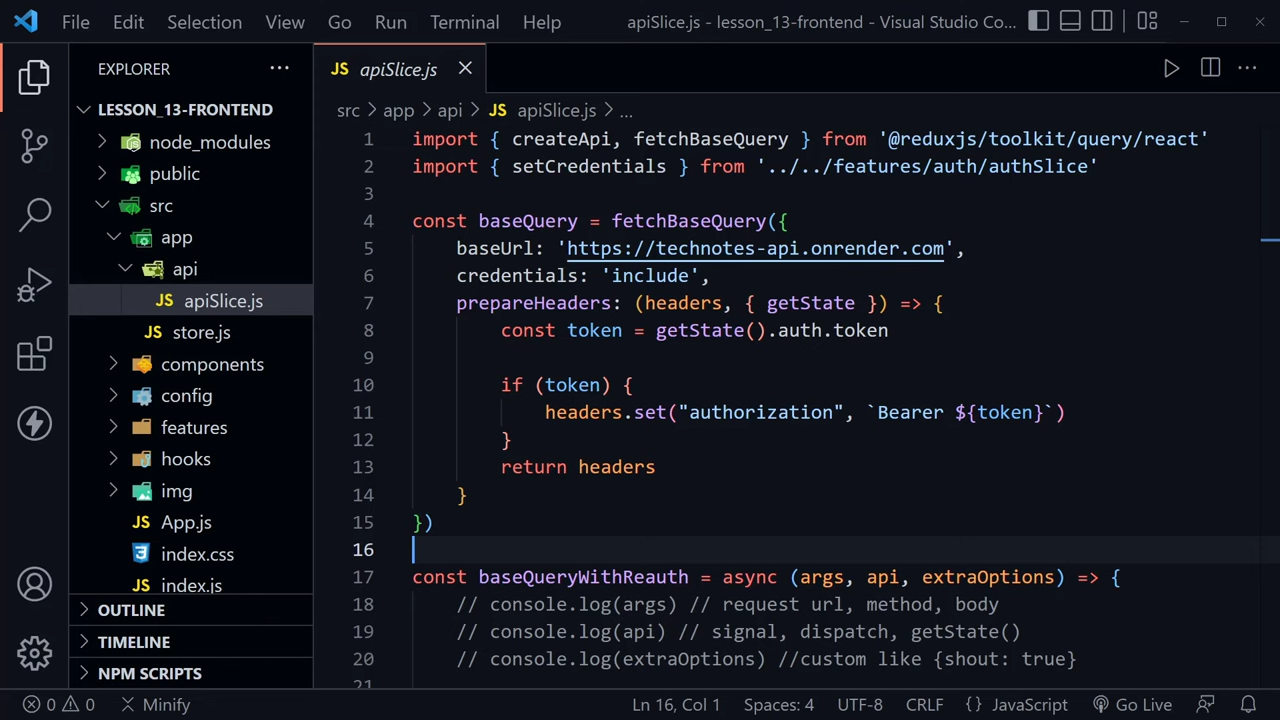 File Edit Selection View Go Run Terminal Help apiSlice.js - lesson_13-frontend - Visual Studio Co...
EXPLORER ...
JS apiSlice.js
LESSON_13-FRONTEND
node_modules
public
src
app
api
JS apiSlice.js
JS store.js
components
config
features
hooks
img
JS App.js
index.css
JS index.js
OUTLINE
TIMELINE
NPM SCRIPTS
src > app > api > JS apiSlice.js > ...
1 import { createApi, fetchBaseQuery } from '@reduxjs/toolkit/query/react'
2 import { setCredentials } from '../../features/auth/authSlice'
3
4 const baseQuery = fetchBaseQuery({
5 baseUrl: 'https://technotes-api.onrender.com',
6 credentials: 'include',
7 prepareHeaders: (headers, { getState }) => {
8 const token = getState().auth.token
9
10 if (token) {
11 headers.set("authorization", `Bearer ${token}`)
12 }
13 return headers
14 }
15 })
16
17 const baseQueryWithReauth = async (args, api, extraOptions) => {
18 // console.log(args) // request url, method, body
19 // console.log(api) // signal, dispatch, getState()
20 // console.log(extraOptions) //custom like {shout: true}
21
0 0 Minify Ln 16, Col 1 Spaces: 4 UTF-8 CRLF {} JavaScript Go Live